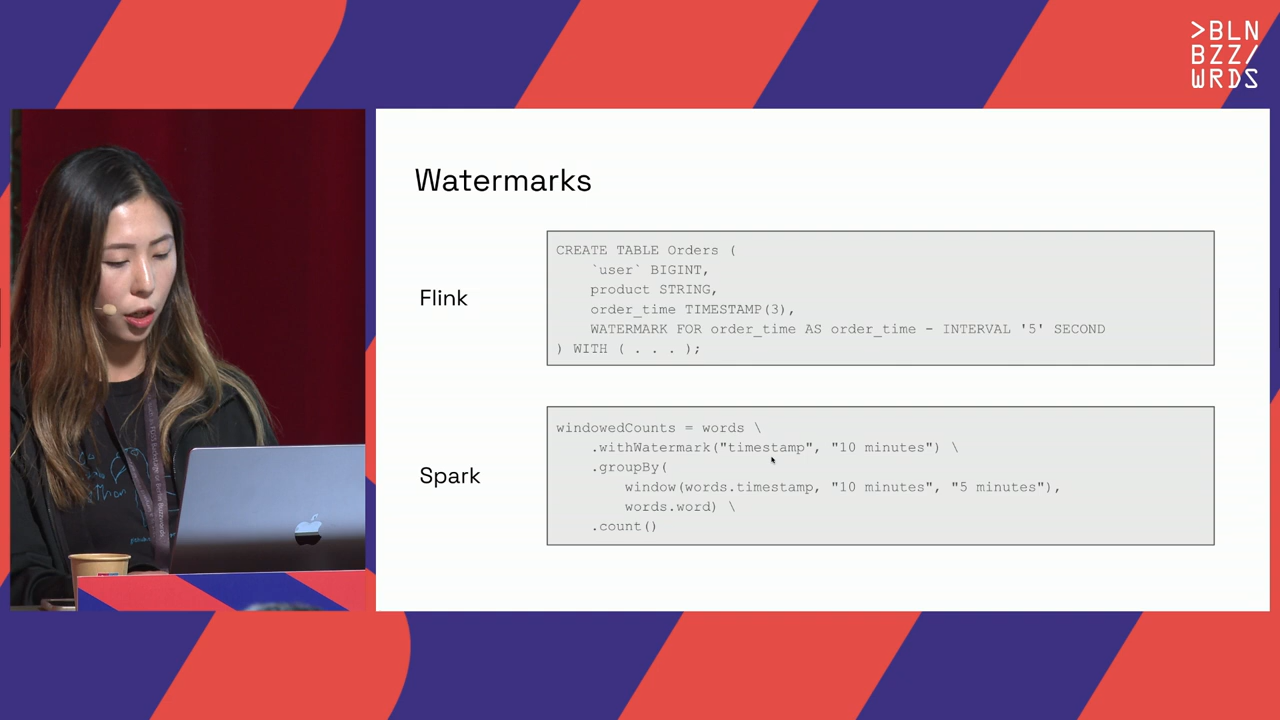 >BLN
BZZ/
WRDS
Watermarks
Flink
CREATE TABLE Orders (
`user` BIGINT,
product STRING,
order_time TIMESTAMP(3),
WATERMARK FOR order_time AS order_time - INTERVAL '5' SECOND
) WITH ( . . . );
Spark
windowedCounts = words \
.withWatermark("timestamp", "10 minutes") \
.groupBy(
window(words.timestamp, "10 minutes", "5 minutes"),
words.word) \
.count()